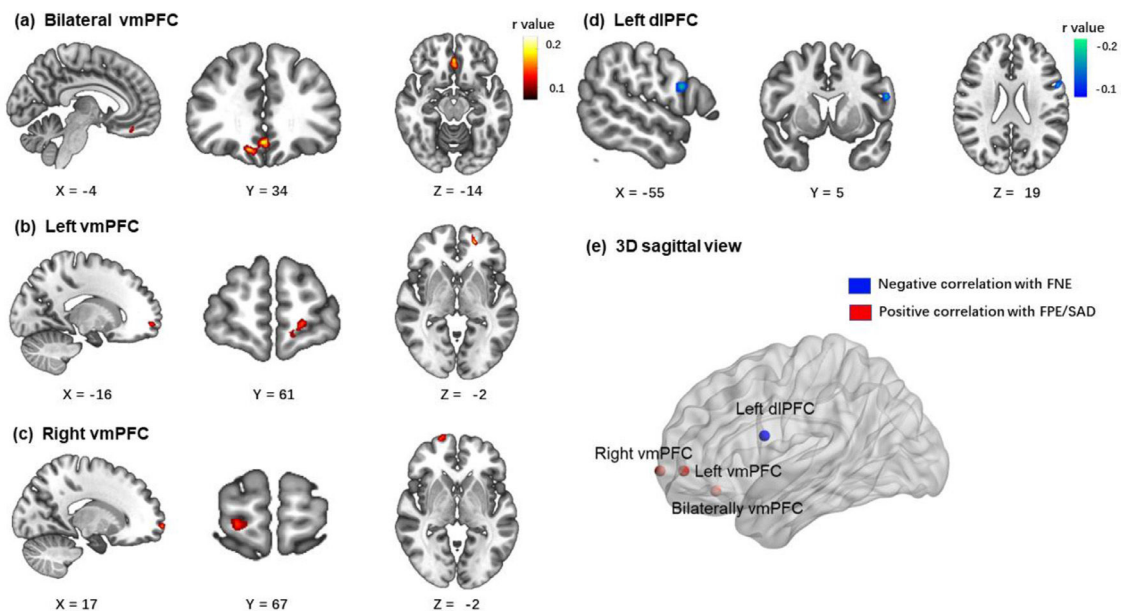 (a) Bilateral vmPFC
r value
0.2
0.1
X = -4
Y = 34
Z = -14
(b) Left vmPFC
X = -16
Y = 61
Z = -2
(c) Right vmPFC
X = 17
Y = 67
Z = -2
(d) Left dlPFC
r value
-0.2
-0.1
X = -55
Y = 5
Z = 19
(e) 3D sagittal view
Negative correlation with FNE
Positive correlation with FPE/SAD
Left dlPFC
Right vmPFC
Left vmPFC
Bilaterally vmPFC